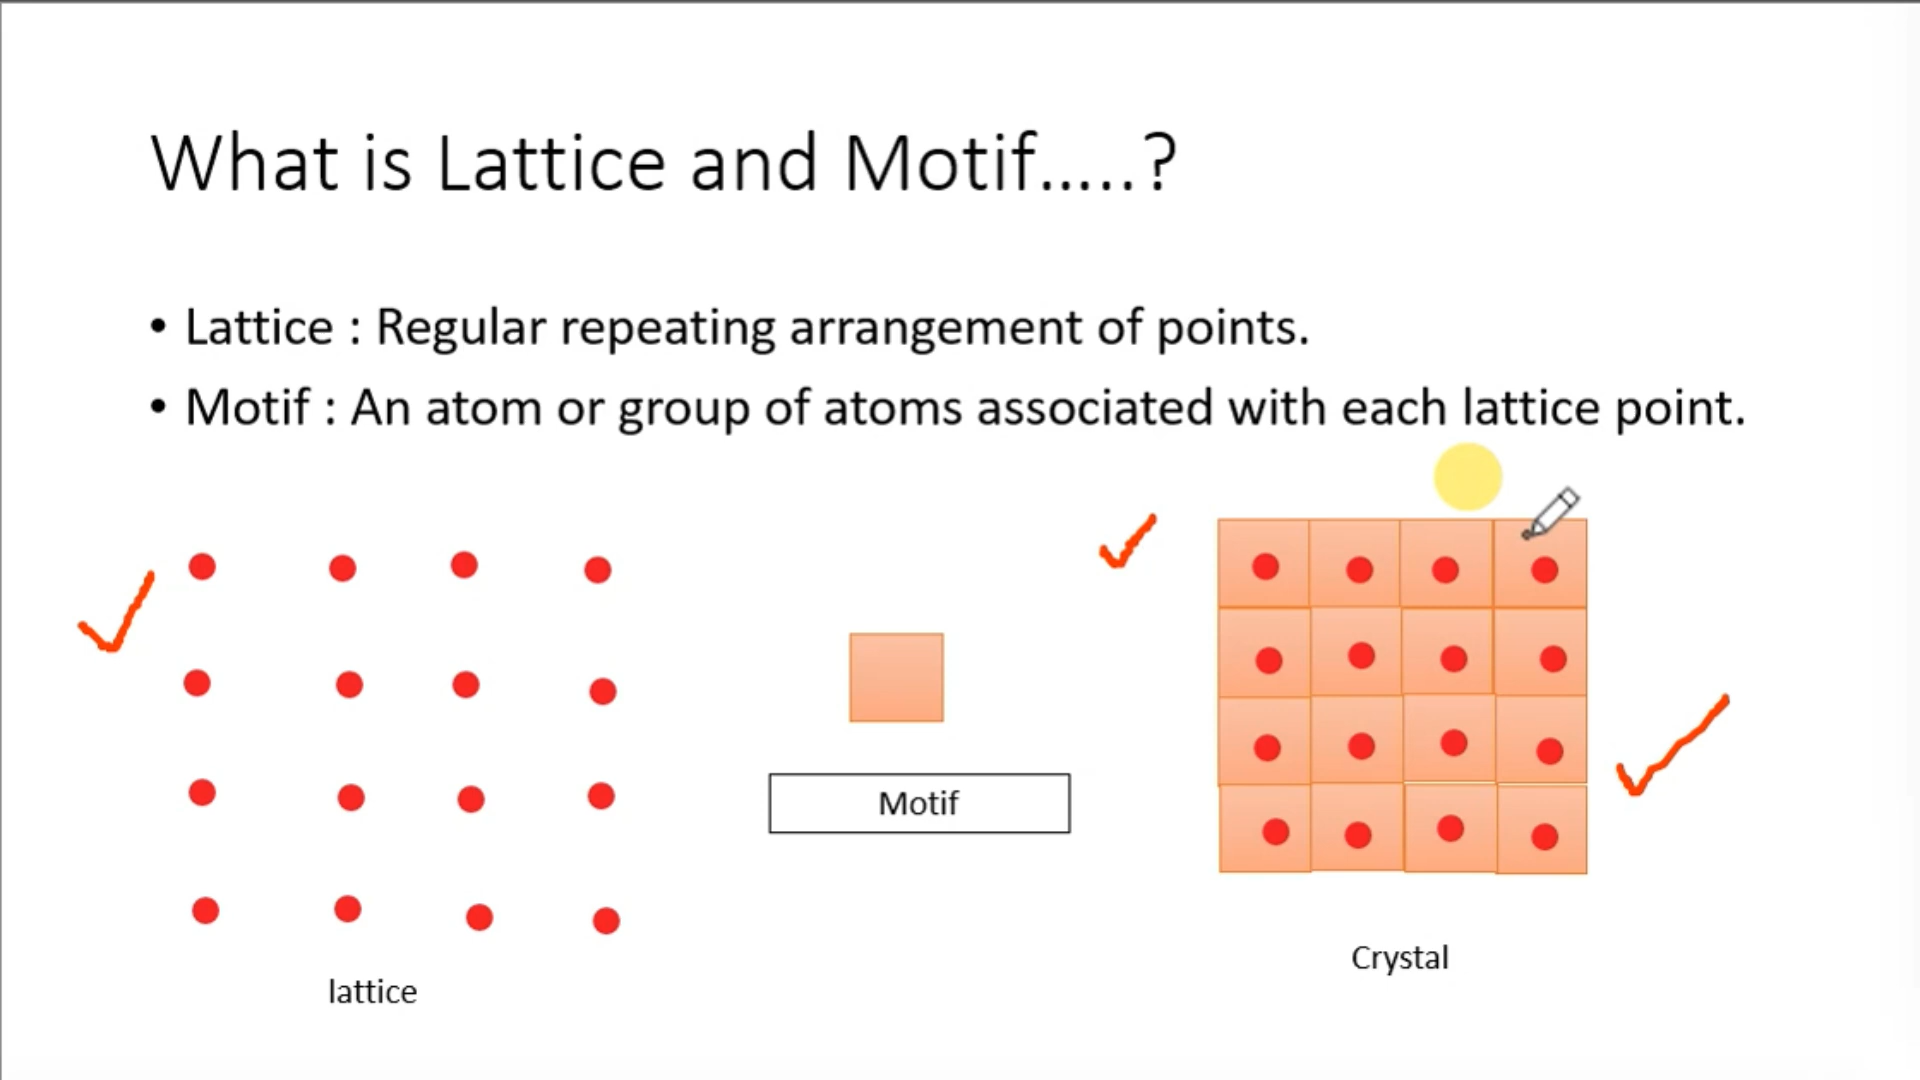 What is Lattice and Motif.....?
• Lattice : Regular repeating arrangement of points.
• Motif : An atom or group of atoms associated with each lattice point.
Motif
Crystal
lattice